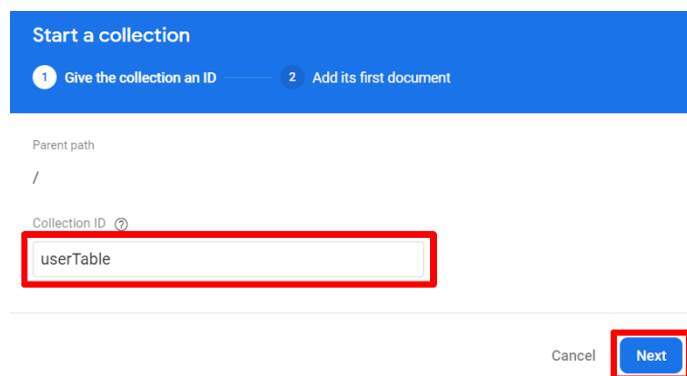 Start a collection
1 Give the collection an ID 2 Add its first document
Parent path
/
Collection ID ?
userTable
Cancel Next